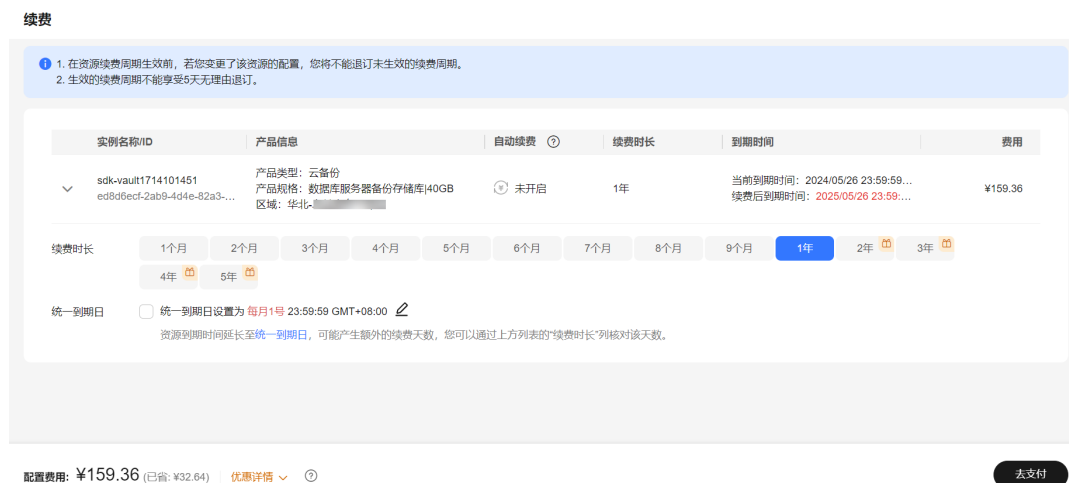 续费
1. 在资源续费周期生效前，若您变更了该资源的配置，您将不能退订未生效的续费周期。
2. 生效的续费周期不能享受5天无理由退订。
实例名称/ID 产品信息 自动续费 续费时长 到期时间 费用
sdk-vault1714101451
ed8d6ecf-2ab9-4d4e-82a3-...
产品类型：云备份
产品规格：数据库服务器备份存储库|40GB
区域：华北-
未开启
1年
当前到期时间：2024/05/26 23:59:59...
续费后到期时间：2025/05/26 23:59:...
¥159.36
续费时长 1个月 2个月 3个月 4个月 5个月 6个月 7个月 8个月 9个月 1年 2年 3年
4年 5年
统一到期日 统一到期日设置为 每月1号 23:59:59 GMT+08:00
资源到期时间延长至统一到期日，可能产生额外的续费天数，您可以通过上方列表的“续费时长”列核对该天数。
配置费用: ¥159.36 (已省: ¥32.64) 优惠详情 去支付